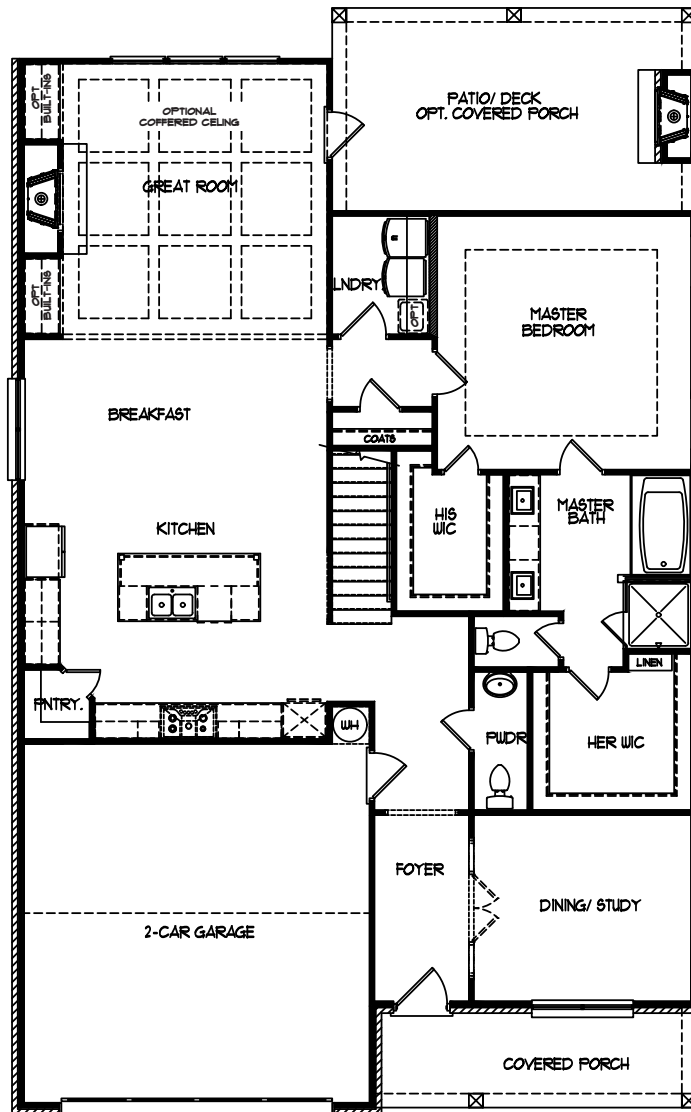 OPT
BUILT-INS
OPTIONAL
COFFERED CELING
PATIO/ DECK
OPT. COVERED PORCH
GREAT ROOM
OPT
BUILT-INS
LNDRY
OPT
MASTER
BEDROOM
BREAKFAST
COATS
HIS
WIC
MASTER
BATH
KITCHEN
LINEN
PNTRY.
WH
PWDR
HER WIC
FOYER
DINING/ STUDY
2-CAR GARAGE
COVERED PORCH